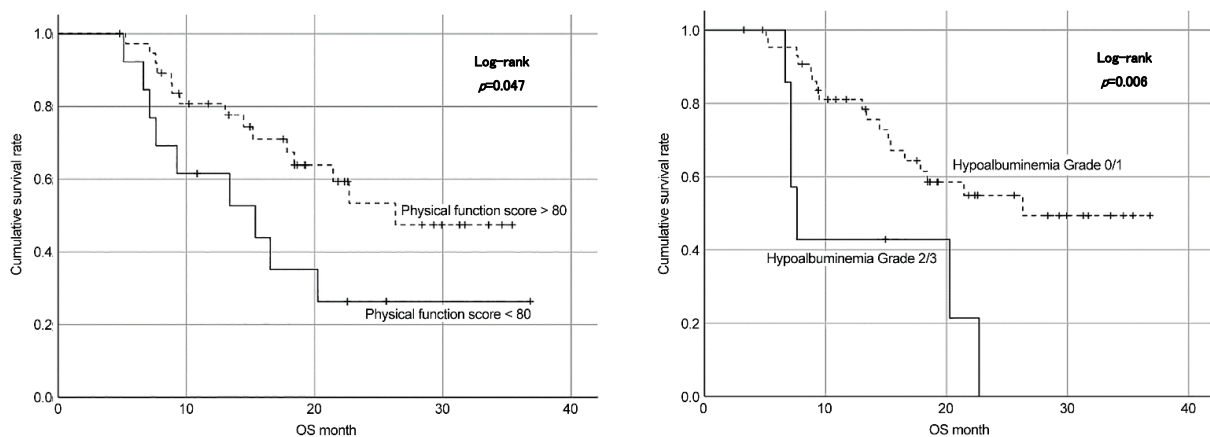 1.0
0.8
0.6
0.4
0.2
0.0
Cumulative survival rate
Log-rank
p=0.047
Physical function score > 80
Physical function score < 80
0 10 20 30 40
OS month
1.0
0.8
0.6
0.4
0.2
0.0
Cumulative survival rate
Log-rank
p=0.006
Hypoalbuminemia Grade 0/1
Hypoalbuminemia Grade 2/3
0 10 20 30 40
OS month